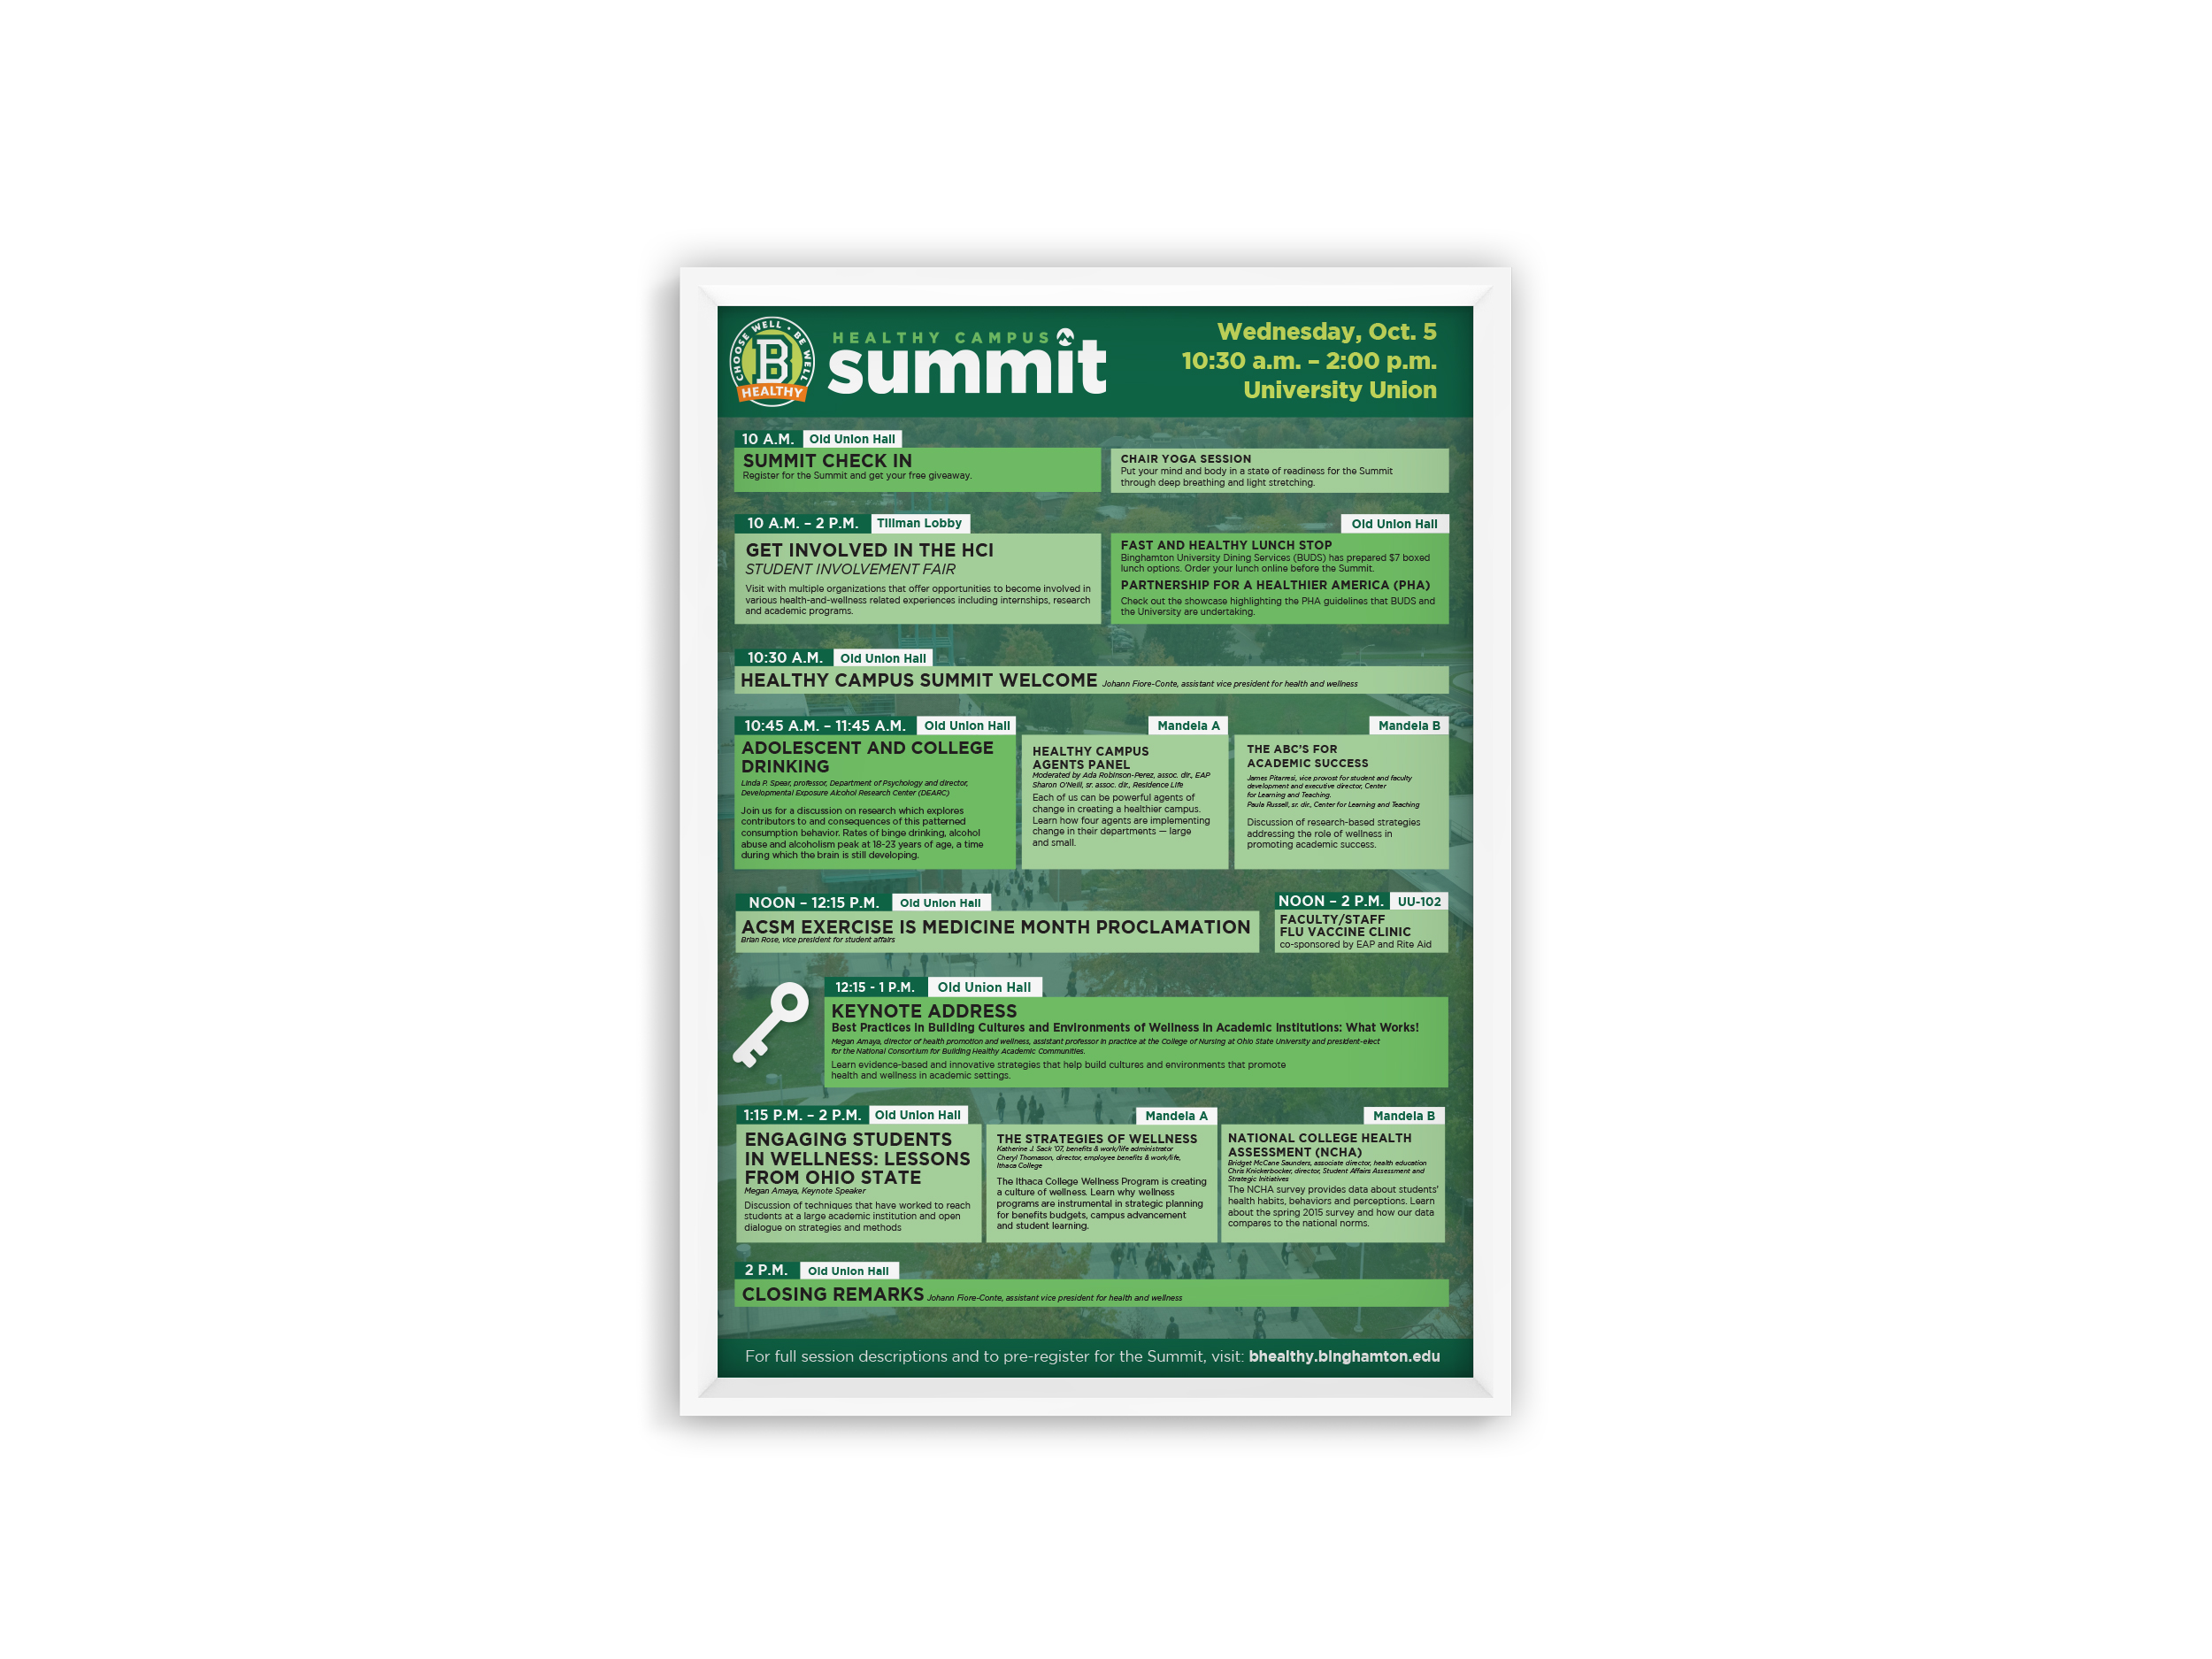 CHOOSE WELL • BE WELL
B
HEALTHY
HEALTHY CAMPUS
summit
Wednesday, Oct. 5
10:30 a.m. – 2:00 p.m.
University Union
10 A.M. Old Union Hall
SUMMIT CHECK IN
Register for the Summit and get your free giveaway.
CHAIR YOGA SESSION
Put your mind and body in a state of readiness for the Summit
through deep breathing and light stretching.
10 A.M. – 2 P.M. Tillman Lobby
GET INVOLVED IN THE HCI
STUDENT INVOLVEMENT FAIR
Visit with multiple organizations that offer opportunities to become involved in
various health-and-wellness related experiences including internships, research
and academic programs.
Old Union Hall
FAST AND HEALTHY LUNCH STOP
Binghamton University Dining Services (BUDS) has prepared $7 boxed
lunch options. Order your lunch online before the Summit.
PARTNERSHIP FOR A HEALTHIER AMERICA (PHA)
Check out the showcase highlighting the PHA guidelines that BUDS and
the University are undertaking.
10:30 A.M. Old Union Hall
HEALTHY CAMPUS SUMMIT WELCOME Johann Fiore-Conte, assistant vice president for health and wellness
10:45 A.M. – 11:45 A.M. Old Union Hall
ADOLESCENT AND COLLEGE
DRINKING
Linda P. Spear, professor, Department of Psychology and director,
Developmental Exposure Alcohol Research Center (DEARC)
Join us for a discussion on research which explores
contributors to and consequences of this patterned
consumption behavior. Rates of binge drinking, alcohol
abuse and alcoholism peak at 18-23 years of age, a time
during which the brain is still developing.
Mandela A
HEALTHY CAMPUS
AGENTS PANEL
Moderated by Ada Robinson-Perez, assoc. dir., EAP
Sharon O'Neill, sr. assoc. dir., Residence Life
Each of us can be powerful agents of
change in creating a healthier campus.
Learn how four agents are implementing
change in their departments — large
and small.
Mandela B
THE ABC'S FOR
ACADEMIC SUCCESS
James Pitarresi, vice provost for student and faculty
development and executive director, Center
for Learning and Teaching.
Paula Russell, sr. dir., Center for Learning and Teaching
Discussion of research-based strategies
addressing the role of wellness in
promoting academic success.
NOON – 12:15 P.M. Old Union Hall
ACSM EXERCISE IS MEDICINE MONTH PROCLAMATION
Brian Rose, vice president for student affairs
NOON – 2 P.M. UU-102
FACULTY/STAFF
FLU VACCINE CLINIC
co-sponsored by EAP and Rite Aid
12:15 - 1 P.M. Old Union Hall
KEYNOTE ADDRESS
Best Practices in Building Cultures and Environments of Wellness in Academic Institutions: What Works!
Megan Amaya, director of health promotion and wellness, assistant professor in practice at the College of Nursing at Ohio State University and president-elect
for the National Consortium for Building Healthy Academic Communities.
Learn evidence-based and innovative strategies that help build cultures and environments that promote
health and wellness in academic settings.
1:15 P.M. – 2 P.M. Old Union Hall
ENGAGING STUDENTS
IN WELLNESS: LESSONS
FROM OHIO STATE
Megan Amaya, Keynote Speaker
Discussion of techniques that have worked to reach
students at a large academic institution and open
dialogue on strategies and methods
Mandela A
THE STRATEGIES OF WELLNESS
Katherine J. Sack '07, benefits & work/life administrator
Cheryl Thomason, director, employee benefits & work/life,
Ithaca College
The Ithaca College Wellness Program is creating
a culture of wellness. Learn why wellness
programs are instrumental in strategic planning
for benefits budgets, campus advancement
and student learning.
Mandela B
NATIONAL COLLEGE HEALTH
ASSESSMENT (NCHA)
Bridget McCane Saunders, associate director, health education
Chris Knickerbocker, director, Student Affairs Assessment and
Strategic Initiatives
The NCHA survey provides data about students'
health habits, behaviors and perceptions. Learn
about the spring 2015 survey and how our data
compares to the national norms.
2 P.M. Old Union Hall
CLOSING REMARKS Johann Fiore-Conte, assistant vice president for health and wellness
For full session descriptions and to pre-register for the Summit, visit: bhealthy.binghamton.edu